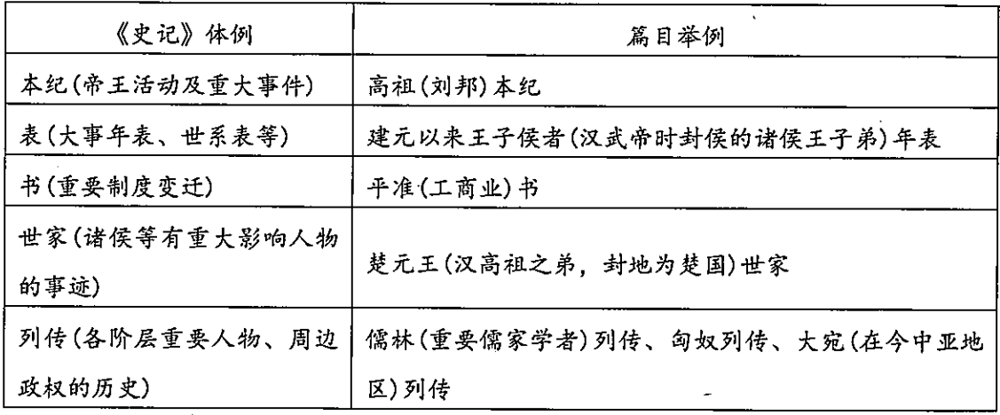 《史记》体例
篇目举例
本纪(帝王活动及重大事件)
高祖(刘邦)本纪
表(大事年表、世系表等)
建元以来王子侯者(汉武帝时封侯的诸侯王子弟)年表
书(重要制度变迁)
平准(工商业)书
世家(诸侯等有重大影响人物
的事迹)
楚元王(汉高祖之弟，封地为楚国)世家
列传(各阶层重要人物、周边
政权的历史)
儒林(重要儒家学者)列传、匈奴列传、大宛(在今中亚地
区)列传